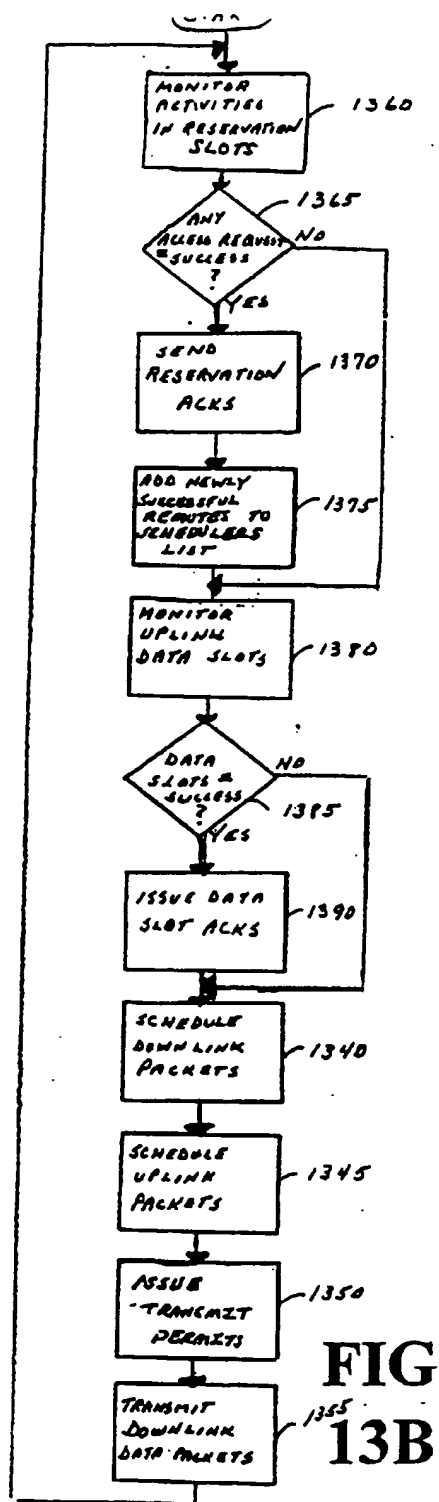 MONITOR
ACTIVITIES
IN RESERVATION
SLOTS
1360
1365
ANY
ACCESS REQUEST
= SUCCESS
?
NO
YES
SEND
RESERVATION
ACKS
1370
ADD NEWLY
SUCCESSFUL
REMOTES TO
SCHEDULERS
LIST
1375
MONITOR
UPLINK
DATA SLOTS
1380
DATA
SLOTS =
SUCCESS
?
NO
1385
YES
ISSUE DATA
SLOT ACKS
1390
SCHEDULE
DOWNLINK
PACKETS
1340
SCHEDULE
UPLINK
PACKETS
1345
ISSUE
TRANSMIT
PERMITS
1350
TRANSMIT
DOWNLINK
DATA PACKETS
1355
FIG
13B